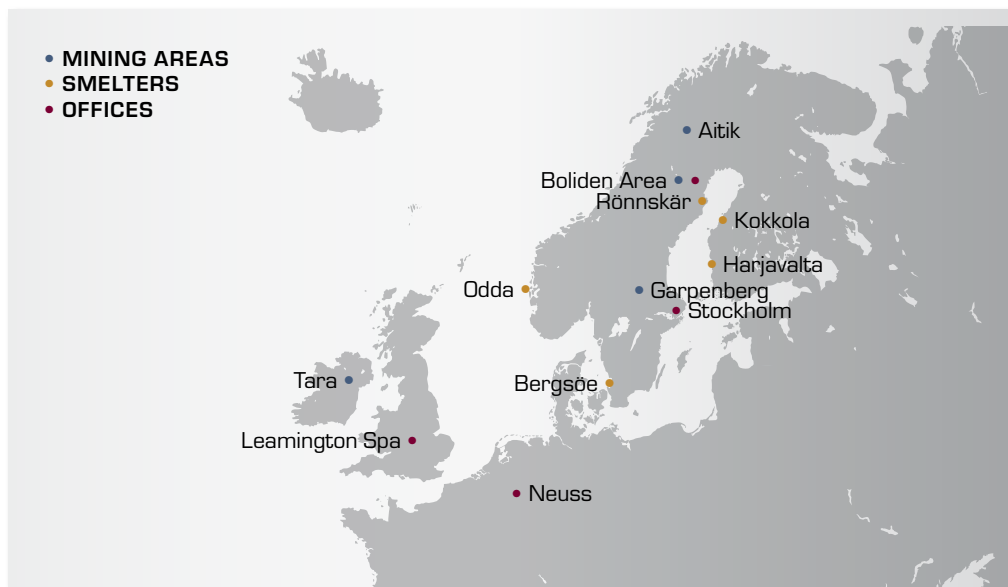 MINING AREAS
SMELTERS
OFFICES
Aitik
Boliden Area
Rönnskär
Kokkola
Harjavalta
Odda
Garpenberg
Stockholm
Tara
Bergsöe
Leamington Spa
Neuss